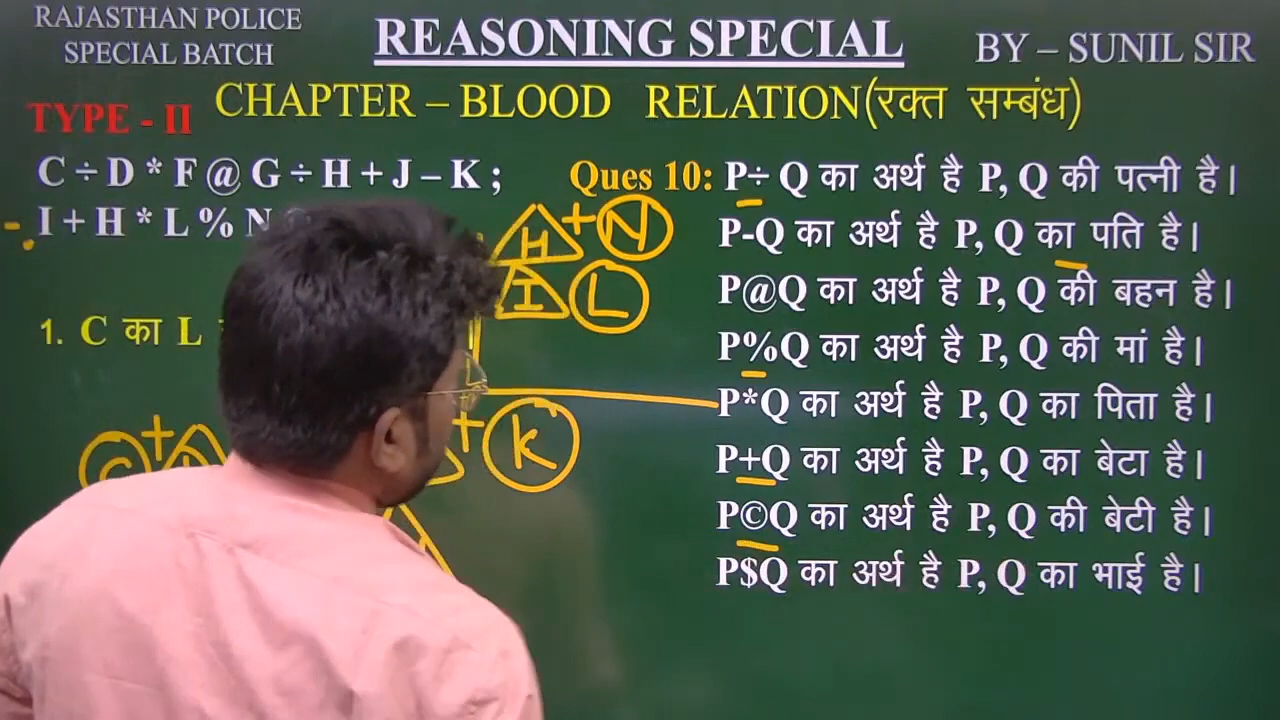 RAJASTHAN POLICE
SPECIAL BATCH
REASONING SPECIAL
BY – SUNIL SIR
CHAPTER – BLOOD RELATION(रक्त सम्बंध)
TYPE - II
C ÷ D * F @ G ÷ H + J – K ;
I + H * L % N
1. C का L
Ques 10: P÷ Q का अर्थ है P, Q की पत्नी है।
P-Q का अर्थ है P, Q का पति है।
P@Q का अर्थ है P, Q की बहन है।
P%Q का अर्थ है P, Q की मां है।
P*Q का अर्थ है P, Q का पिता है।
P+Q का अर्थ है P, Q का बेटा है।
P©Q का अर्थ है P, Q की बेटी है।
P$Q का अर्थ है P, Q का भाई है।
H + N
I L
+ K